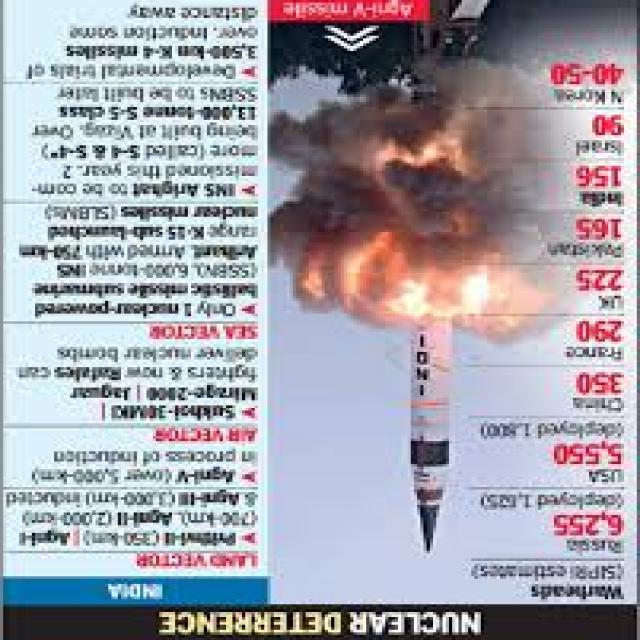 NUCLEAR DETERRENCE
Warheads
(SIPRI estimates)
Russia
6,255
(deployed 1,625)
USA
5,550
(deployed 1,800)
China
350
France
290
UK
225
Pakistan
165
India
156
Israel
90
N Korea
40-50
INDI
Agni-V missile
INDIA
LAND VECTOR
➤ Prithvi-II (350-km) | Agni-I
(700-km), Agni-II (2,000-km)
& Agni-III (3,000-km) inducted
➤ Agni-V (over 5,000-km)
in process of induction
AIR VECTOR
➤ Sukhoi-30MKI |
Mirage-2000 | Jaguar
fighters & now Rafales can
deliver nuclear bombs
SEA VECTOR
➤ Only 1 nuclear-powered
ballistic missile submarine
(SSBN), 6,000-tonne INS
Arihant. Armed with 750-km
range K-15 sub-launched
nuclear missiles (SLBMs)
➤ INS Arighat to be com-
missioned this year. 2
more (called S-4 & S-4*)
being built at Vizag. Over
13,000-tonne S-5 class
SSBNs to be built later
➤ Developmental trials of
3,500-km K-4 missiles
over. Induction some
distance away